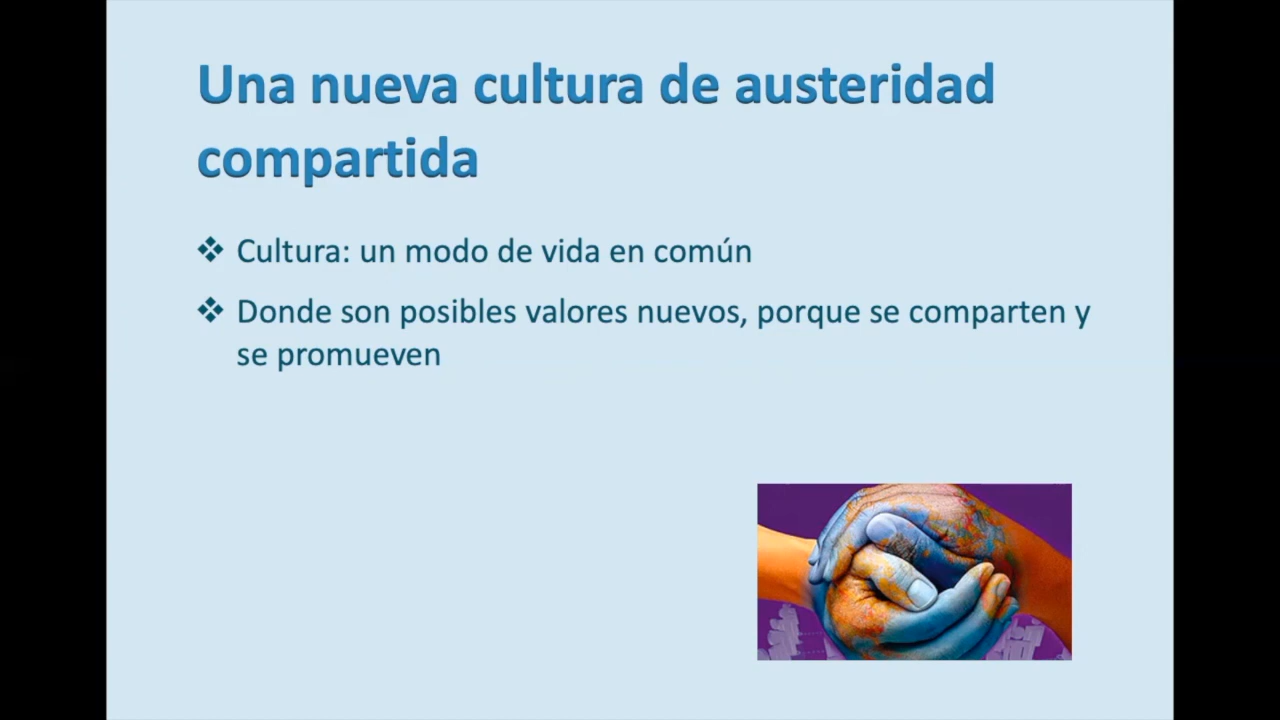 Una nueva cultura de austeridad
compartida
❖ Cultura: un modo de vida en común
❖ Donde son posibles valores nuevos, porque se comparten y
se promueven